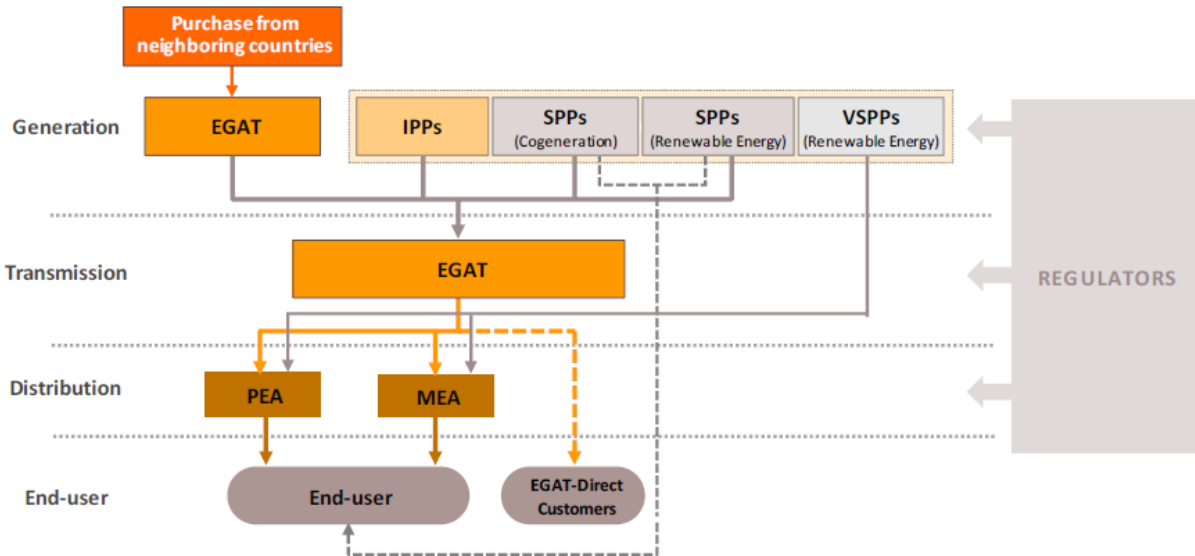 Purchase from
neighboring countries
Generation
EGAT
IPPs
SPPs
(Cogeneration)
SPPs
(Renewable Energy)
VSPPs
(Renewable Energy)
Transmission
EGAT
REGULATORS
Distribution
PEA
MEA
End-user
End-user
EGAT-Direct
Customers